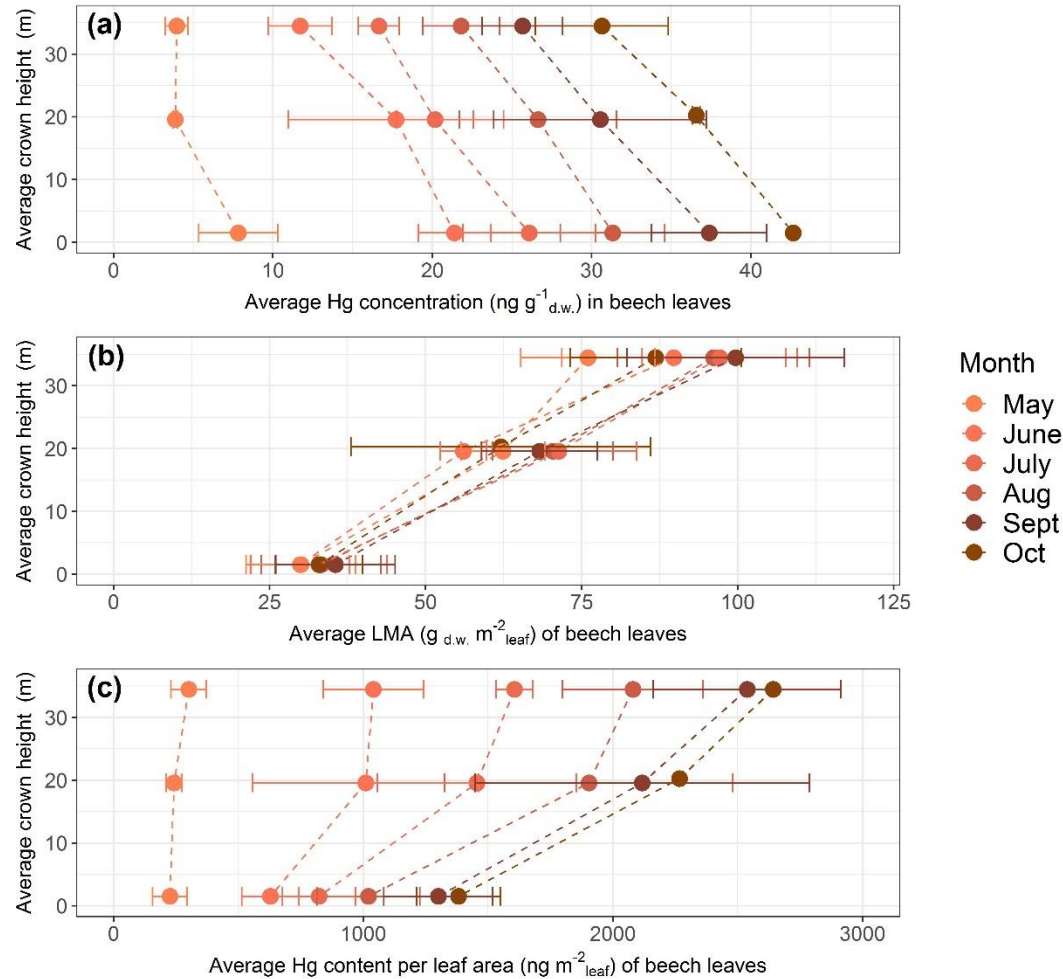 (a)
Average crown height (m)
30
20
10
0
0 10 20 30 40
Average Hg concentration (ng g⁻¹d.w.) in beech leaves
(b)
Average crown height (m)
30
20
10
0
0 25 50 75 100 125
Average LMA (g d.w. m⁻²leaf) of beech leaves
(c)
Average crown height (m)
30
20
10
0
0 1000 2000 3000
Average Hg content per leaf area (ng m⁻²leaf) of beech leaves
Month
May
June
July
Aug
Sept
Oct